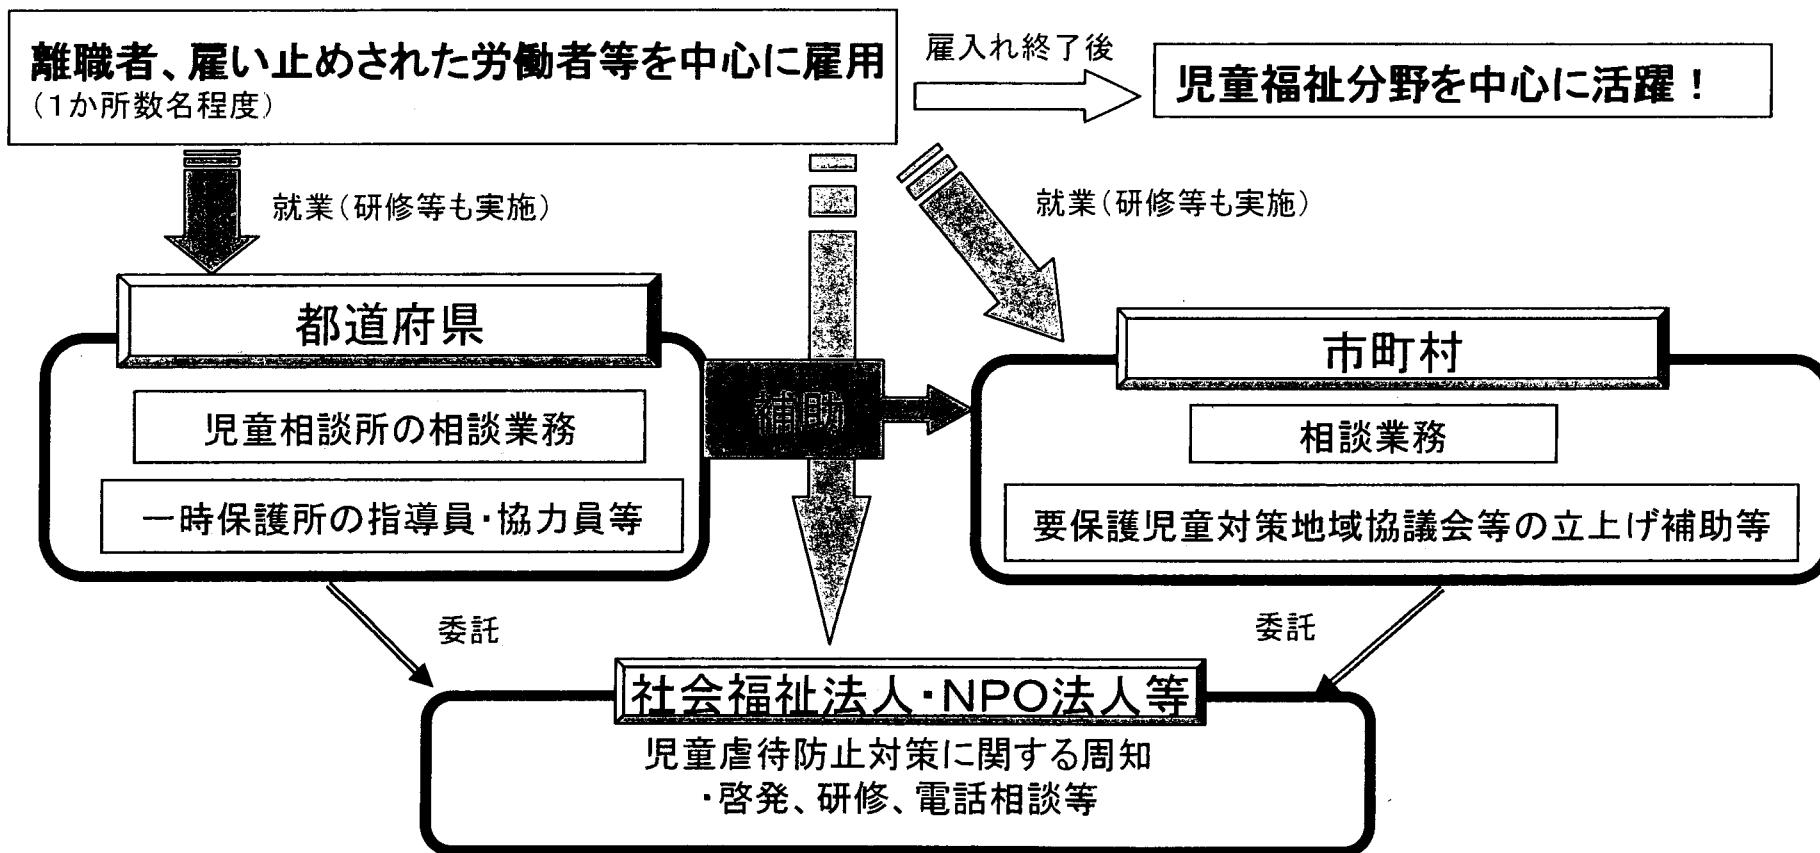 離職者、雇い止めされた労働者等を中心に雇用
(1か所数名程度)
雇入れ終了後
児童福祉分野を中心に活躍!
就業(研修等も実施)
就業(研修等も実施)
都道府県
児童相談所の相談業務
一時保護所の指導員・協力員等
補助
市町村
相談業務
要保護児童対策地域協議会等の立上げ補助等
委託
委託
社会福祉法人・NPO法人等
児童虐待防止対策に関する周知
・啓発、研修、電話相談等